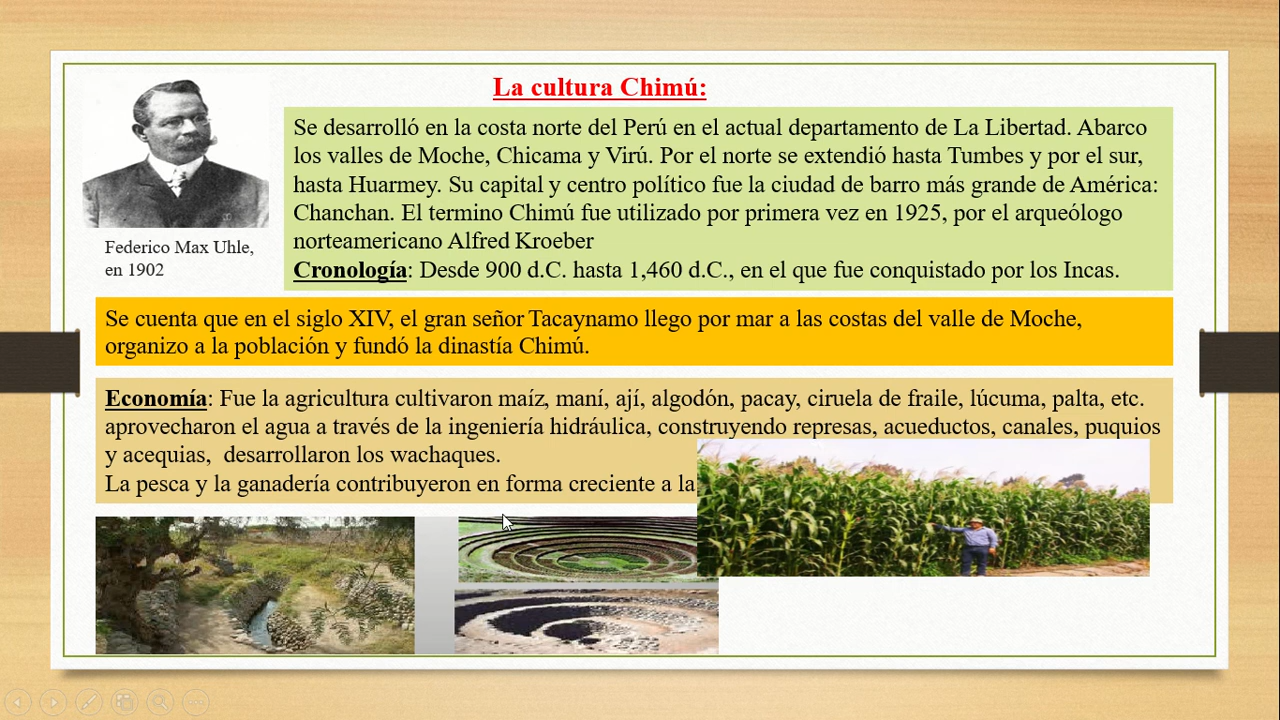 La cultura Chimú:
Se desarrolló en la costa norte del Perú en el actual departamento de La Libertad. Abarco
los valles de Moche, Chicama y Virú. Por el norte se extendió hasta Tumbes y por el sur,
hasta Huarmey. Su capital y centro político fue la ciudad de barro más grande de América:
Chanchan. El termino Chimú fue utilizado por primera vez en 1925, por el arqueólogo
norteamericano Alfred Kroeber
Cronología: Desde 900 d.C. hasta 1,460 d.C., en el que fue conquistado por los Incas.
Federico Max Uhle,
en 1902
Se cuenta que en el siglo XIV, el gran señor Tacaynamo llego por mar a las costas del valle de Moche,
organizo a la población y fundó la dinastía Chimú.
Economía: Fue la agricultura cultivaron maíz, maní, ají, algodón, pacay, ciruela de fraile, lúcuma, palta, etc.
aprovecharon el agua a través de la ingeniería hidráulica, construyendo represas, acueductos, canales, puquios
y acequias, desarrollaron los wachaques.
La pesca y la ganadería contribuyeron en forma creciente a la